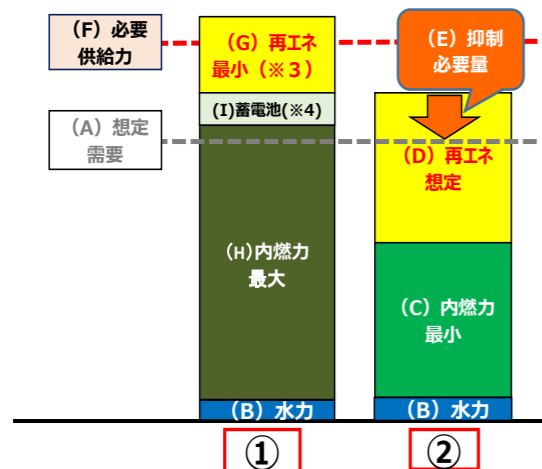 (F) 必要
供給力
(G) 再エネ
最小(※3)
(E) 抑制
必要量
(I)蓄電池(※4)
(A) 想定
需要
(D) 再エネ
想定
(H)内燃力
最大
(C) 内燃力
最小
(B) 水力
(B) 水力
①
②